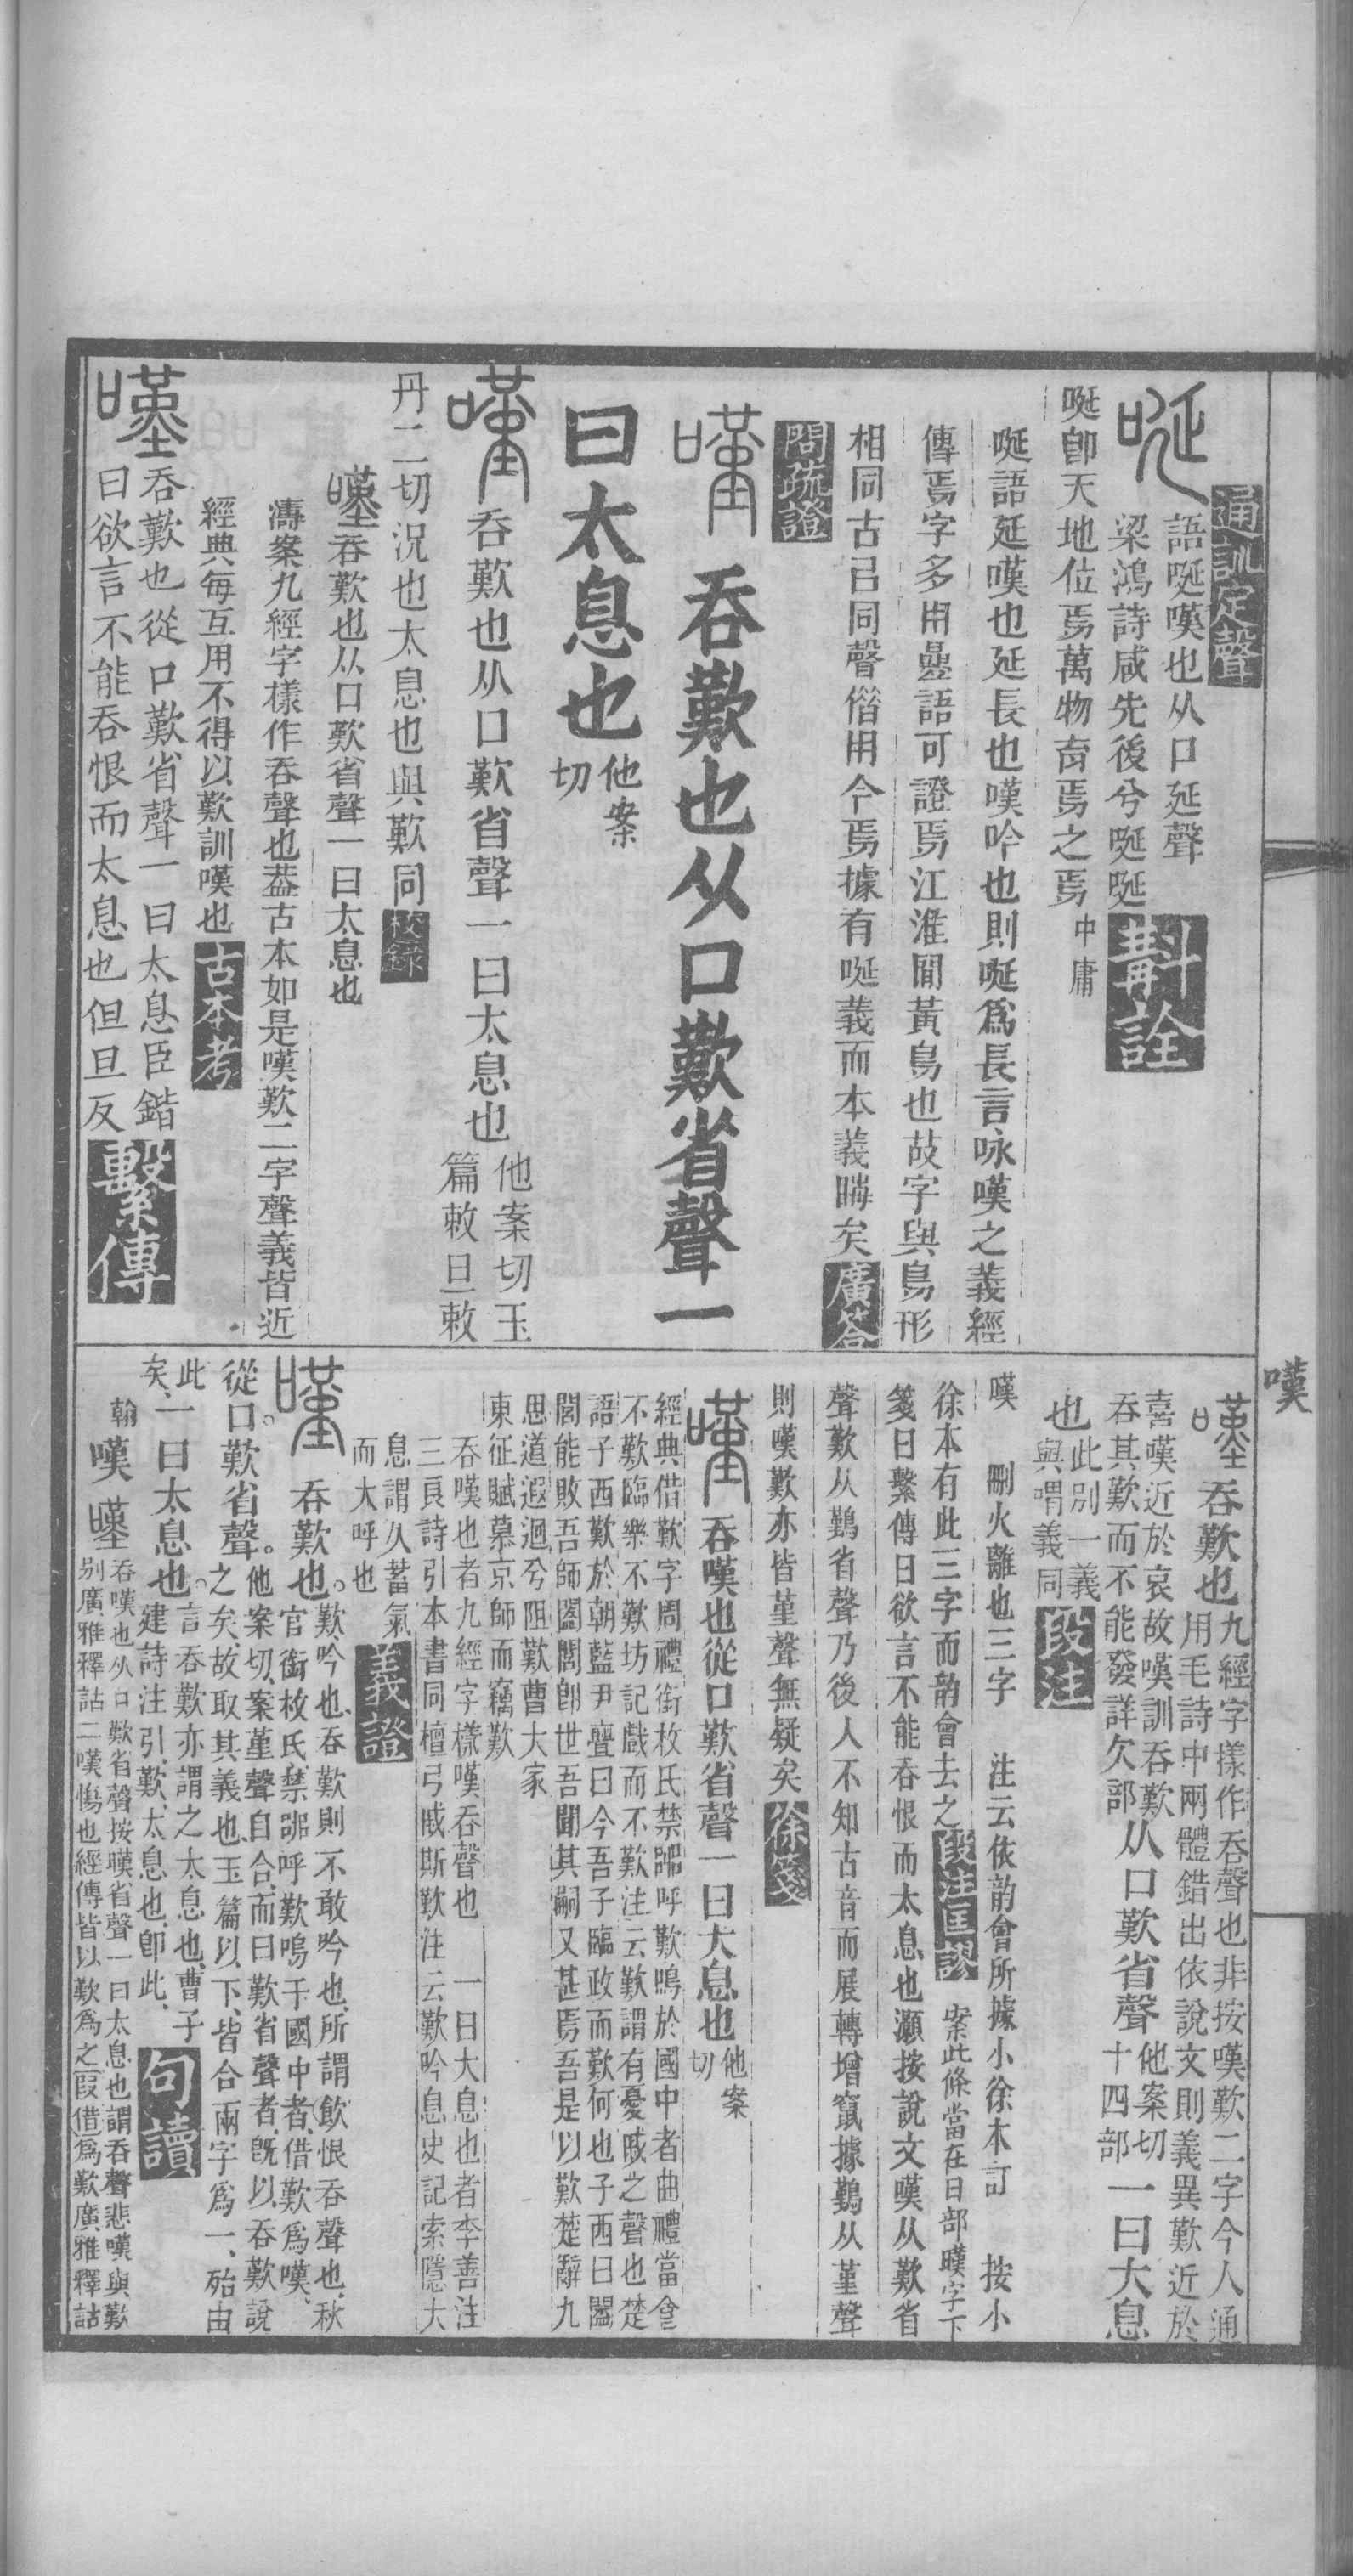 通訓定聲
語唌嘆也从口延聲
梁鴻詩咸先後兮唌唌
斠詮
唌卽天地位焉萬物育焉之焉中庸
唌語延嘆也延長也嘆吟也則唌爲長言咏嘆之義經
傳焉字多用㬪語可證焉江淮閒黃鳥也故字與鳥形
相同古已同聲借用今焉據有唌義而本義晦矣廣答
問疏證
嘆 吞歎也从口歎省聲一
曰太息也他案
切
嘆 吞歎也从口歎省聲一曰太息也他案切玉
篇敕旦敕
丹二切況也太息也與歎同校錄
嘆吞歎也从口歎省聲一曰太息也
濤案九經字樣作吞聲也葢古本如是嘆歎二字聲義皆近
經典每互用不得以歎訓嘆也古本考
嘆 吞歎也從口歎省聲一曰太息臣鍇
曰欲言不能吞恨而太息也但旦反繫傳
嘆
嘆吞歎也九經字樣作吞聲也非按嘆歎二字今人通
用毛詩中兩體錯出依說文則義異歎近於
喜嘆近於哀故嘆訓吞歎从口歎省聲他案切
十四部一曰大息
吞其歎而不能發詳欠部
也此別一義
與喟義同段注
嘆 刪火離也三字 注云依韵會所據小徐本訂 按小
徐本有此三字而韵會去之段注匡謬案此條當在日部暵字下
箋曰繫傳曰欲言不能吞恨而太息也灝按說文嘆从歎省
聲歎从鷬省聲乃後人不知古音而展轉增竄據鷬从堇聲
則嘆歎亦皆堇聲無疑矣徐箋
嘆吞嘆也從口歎省聲一曰大息也他案
切
經典借歎字周禮銜枚氏禁嘂呼歎鳴於國中者曲禮當食
不歎臨樂不歎坊記戲而不歎注云歎謂有憂戚之聲也楚
語子西歎於朝藍尹亹曰今吾子臨政而歎何也子西曰闔
閭能敗吾師闔閭卽世吾聞其嗣又甚焉吾是以歎楚辭九
思道遐迥兮阻歎曹大家
東征賦慕京師而竊歎
吞嘆也者九經字樣嘆吞聲也 一曰大息也者李善注
三良詩引本書同檀弓戚斯歎注云歎吟息史記索隱大
息謂久蓄氣
而大呼也義證
嘆 吞歎也。歎、吟也、吞歎則不敢吟也、所謂飲恨吞聲也、秋
官銜枚氏、禁嘂呼歎嗚于國中者、借歎爲嘆、
從口。歎省聲。他案切、案堇聲自合、而曰歎省聲者、旣以吞歎說
之矣、故取其義也、玉篇以下、皆合兩字爲一、殆由
此
矣、一曰太息也。言吞歎亦謂之太息也、曹子
建詩注引、歎、太息也、卽此、句讀
翰 嘆 嘆 吞嘆也从口歎省聲按暵省聲一曰太息也謂吞聲悲嘆與歎
別廣雅釋詁二嘆慯也經傳皆以歎爲之叚借爲歎廣雅釋詁